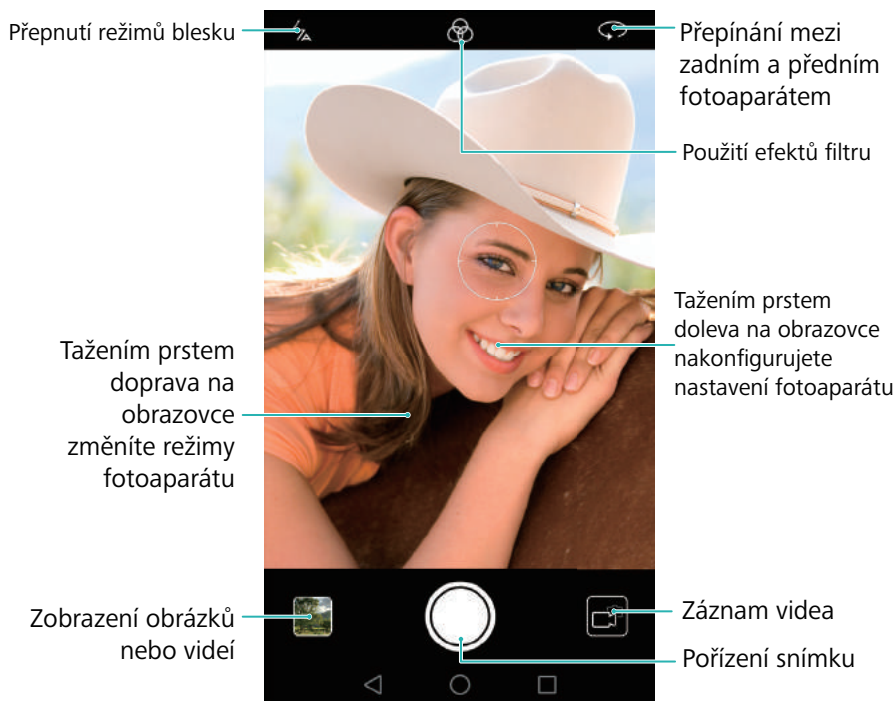 Přepnutí režimů blesku
Přepínání mezi
zadním a předním
fotoaparátem
Použití efektů filtru
Tažením prstem
doleva na obrazovce
nakonfigurujete
nastavení fotoaparátu
Tažením prstem
doprava na
obrazovce
změníte režimy
fotoaparátu
Zobrazení obrázků
nebo videí
Záznam videa
Pořízení snímku